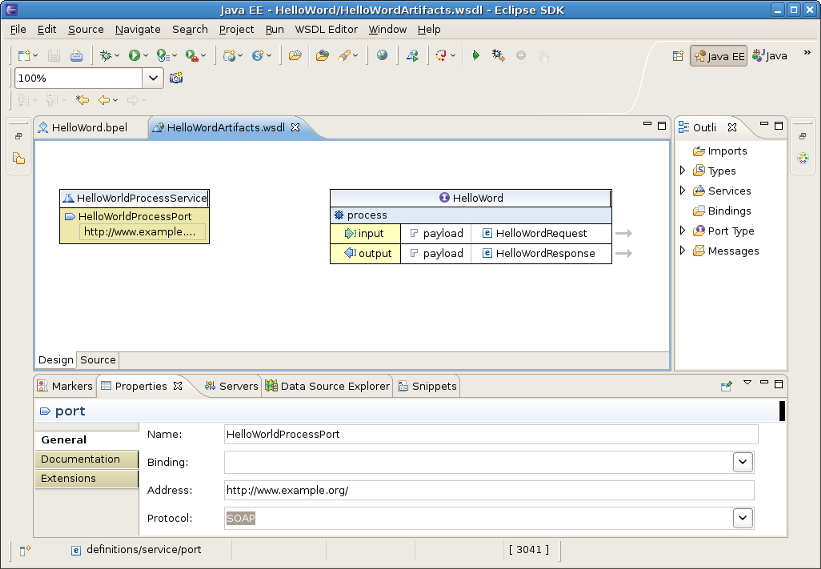 Java EE - HelloWord/HelloWordArtifacts.wsdl - Eclipse SDK
File Edit Source Navigate Search Project Run WSDL Editor Window Help
Java EE Java »
100%
HelloWord.bpel HelloWordArtifacts.wsdl Outli
Imports
Types
Services
Bindings
Port Type
Messages
HelloWorldProcessService
HelloWorldProcessPort
http://www.example....
HelloWord
process
input payload HelloWordRequest
output payload HelloWordResponse
Design Source
Markers Properties Servers Data Source Explorer Snippets
port
General
Documentation
Extensions
Name: HelloWorldProcessPort
Binding:
Address: http://www.example.org/
Protocol: SOAP
definitions/service/port [ 3041 ]